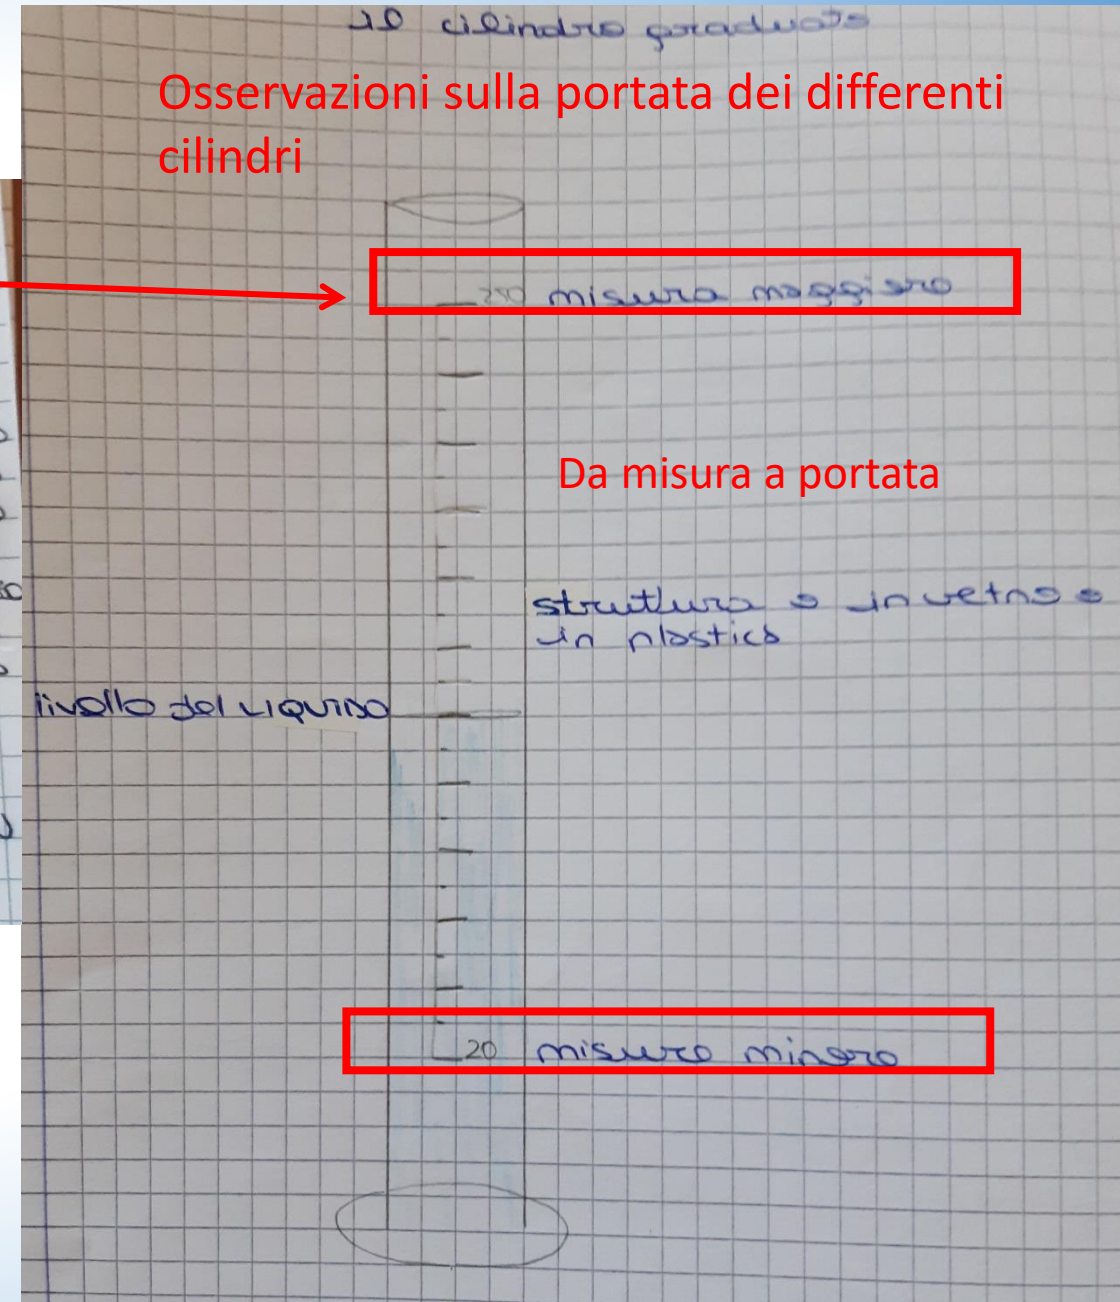 Il cilindro graduato
Osservazioni sulla portata dei differenti
cilindri
250 misura maggiore
Da misura a portata
struttura o in vetro o
in plastica
livello del LIQUIDO
20 misura minore